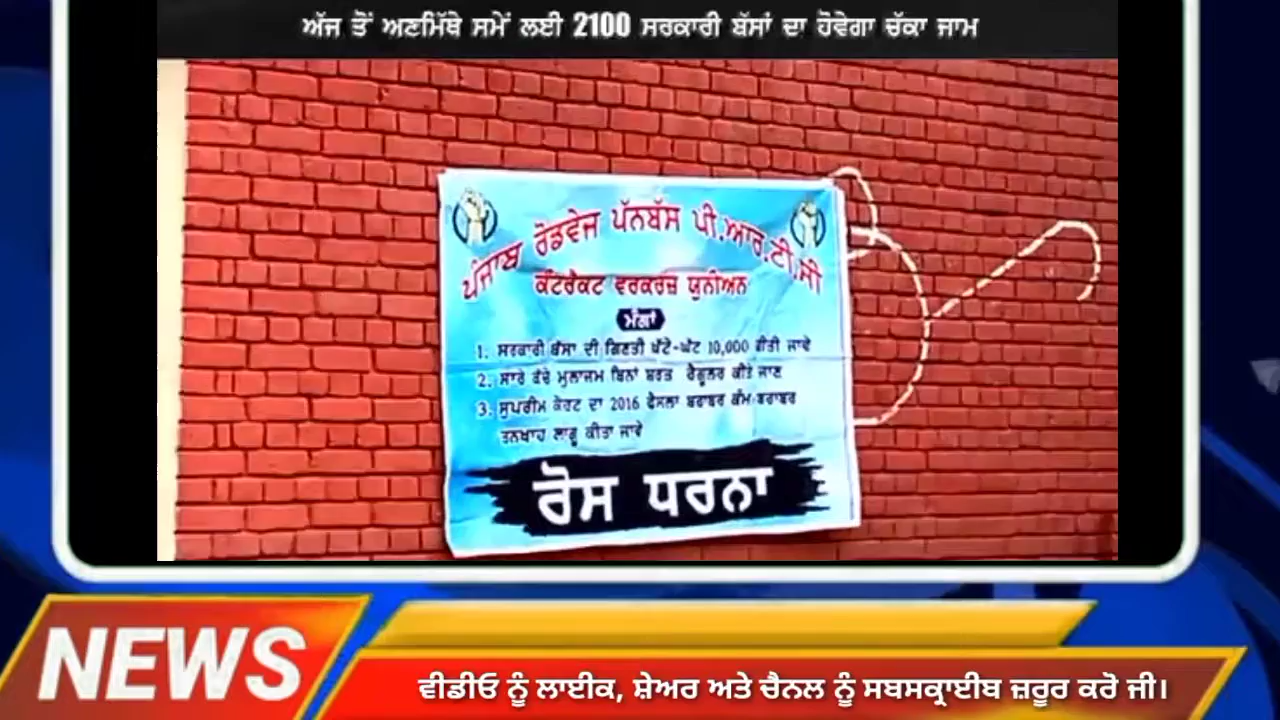 ਅੱਜ ਤੋਂ ਅਣਮਿੱਥੇ ਸਮੇਂ ਲਈ 2100 ਸਰਕਾਰੀ ਬੱਸਾਂ ਦਾ ਹੋਵੇਗਾ ਚੱਕਾ ਜਾਮ
ਪੰਜਾਬ ਰੋਡਵੇਜ ਪੱਨਬੱਸ ਪੀ.ਆਰ.ਟੀ.ਸੀ
ਕੰਟਰੈਕਟ ਵਰਕਰਜ਼ ਯੂਨੀਅਨ
ਮੰਗਾਂ
1. ਸਰਕਾਰੀ ਬੱਸਾ ਦੀ ਗਿਣਤੀ ਘੱਟੋ-ਘੱਟ 10,000 ਕੀਤੀ ਜਾਵੇ
2. ਸਾਰੇ ਕੱਚੇ ਮੁਲਾਜਮ ਬਿਨਾਂ ਸ਼ਰਤ ਰੈਗੂਲਰ ਕੀਤੇ ਜਾਣ
3. ਸੁਪਰੀਮ ਕੋਰਟ ਦਾ 2016 ਫੈਸਲਾ ਬਰਾਬਰ ਕੰਮ ਬਰਾਬਰ
ਤਨਖਾਹ ਲਾਗੂ ਕੀਤਾ ਜਾਵੇ
ਰੋਸ ਧਰਨਾ
NEWS
ਵੀਡੀਓ ਨੂੰ ਲਾਈਕ, ਸ਼ੇਅਰ ਅਤੇ ਚੈਨਲ ਨੂੰ ਸਬਸਕ੍ਰਾਈਬ ਜ਼ਰੂਰ ਕਰੋ ਜੀ।